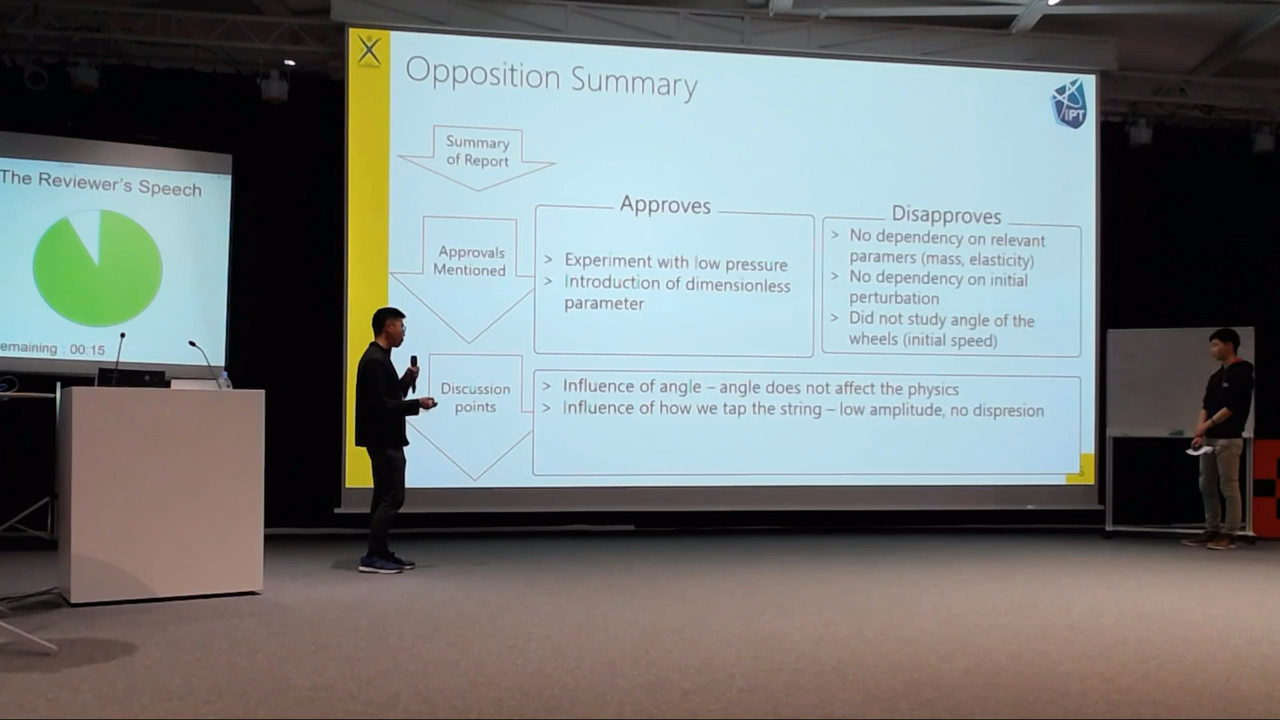 The Reviewer's Speech
emaining : 00:15
Opposition Summary
IPT
Summary
of Report
Approvals
Mentioned
Approves
> Experiment with low pressure
> Introduction of dimensionless
parameter
Disapproves
> No dependency on relevant
paramers (mass, elasticity)
> No dependency on initial
perturbation
> Did not study angle of the
wheels (initial speed)
Discussion
points
> Influence of angle – angle does not affect the physics
> Influence of how we tap the string – low amplitude, no dispresion